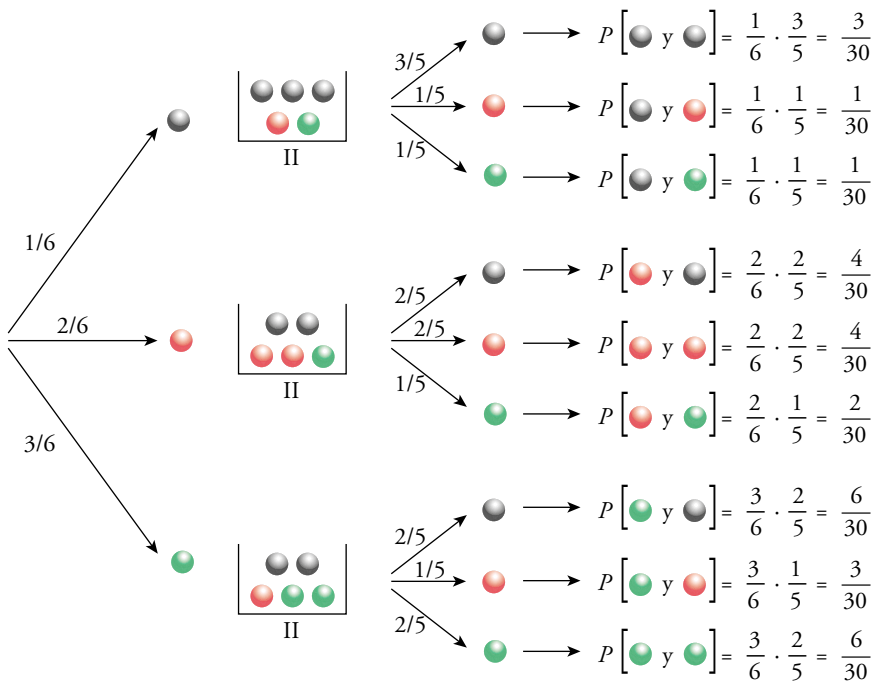 1/6
II
3/5
P[ y ] = 1/6 · 3/5 = 3/30
1/5
P[ y ] = 1/6 · 1/5 = 1/30
1/5
P[ y ] = 1/6 · 1/5 = 1/30
2/6
II
2/5
P[ y ] = 2/6 · 2/5 = 4/30
2/5
P[ y ] = 2/6 · 2/5 = 4/30
1/5
P[ y ] = 2/6 · 1/5 = 2/30
3/6
II
2/5
P[ y ] = 3/6 · 2/5 = 6/30
1/5
P[ y ] = 3/6 · 1/5 = 3/30
2/5
P[ y ] = 3/6 · 2/5 = 6/30